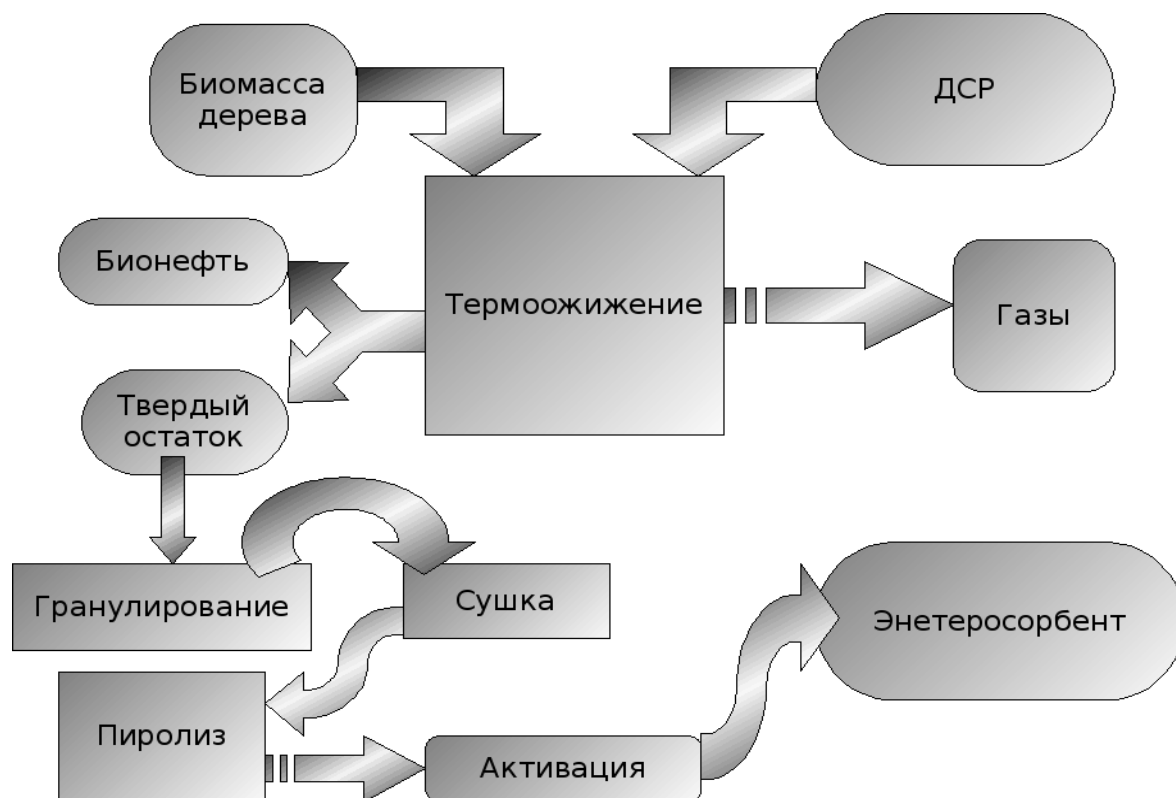 Биомасса
дерева
ДСР
Бионефть
Термоожижение
Газы
Твердый
остаток
Гранулирование
Сушка
Энетеросорбент
Пиролиз
Активация